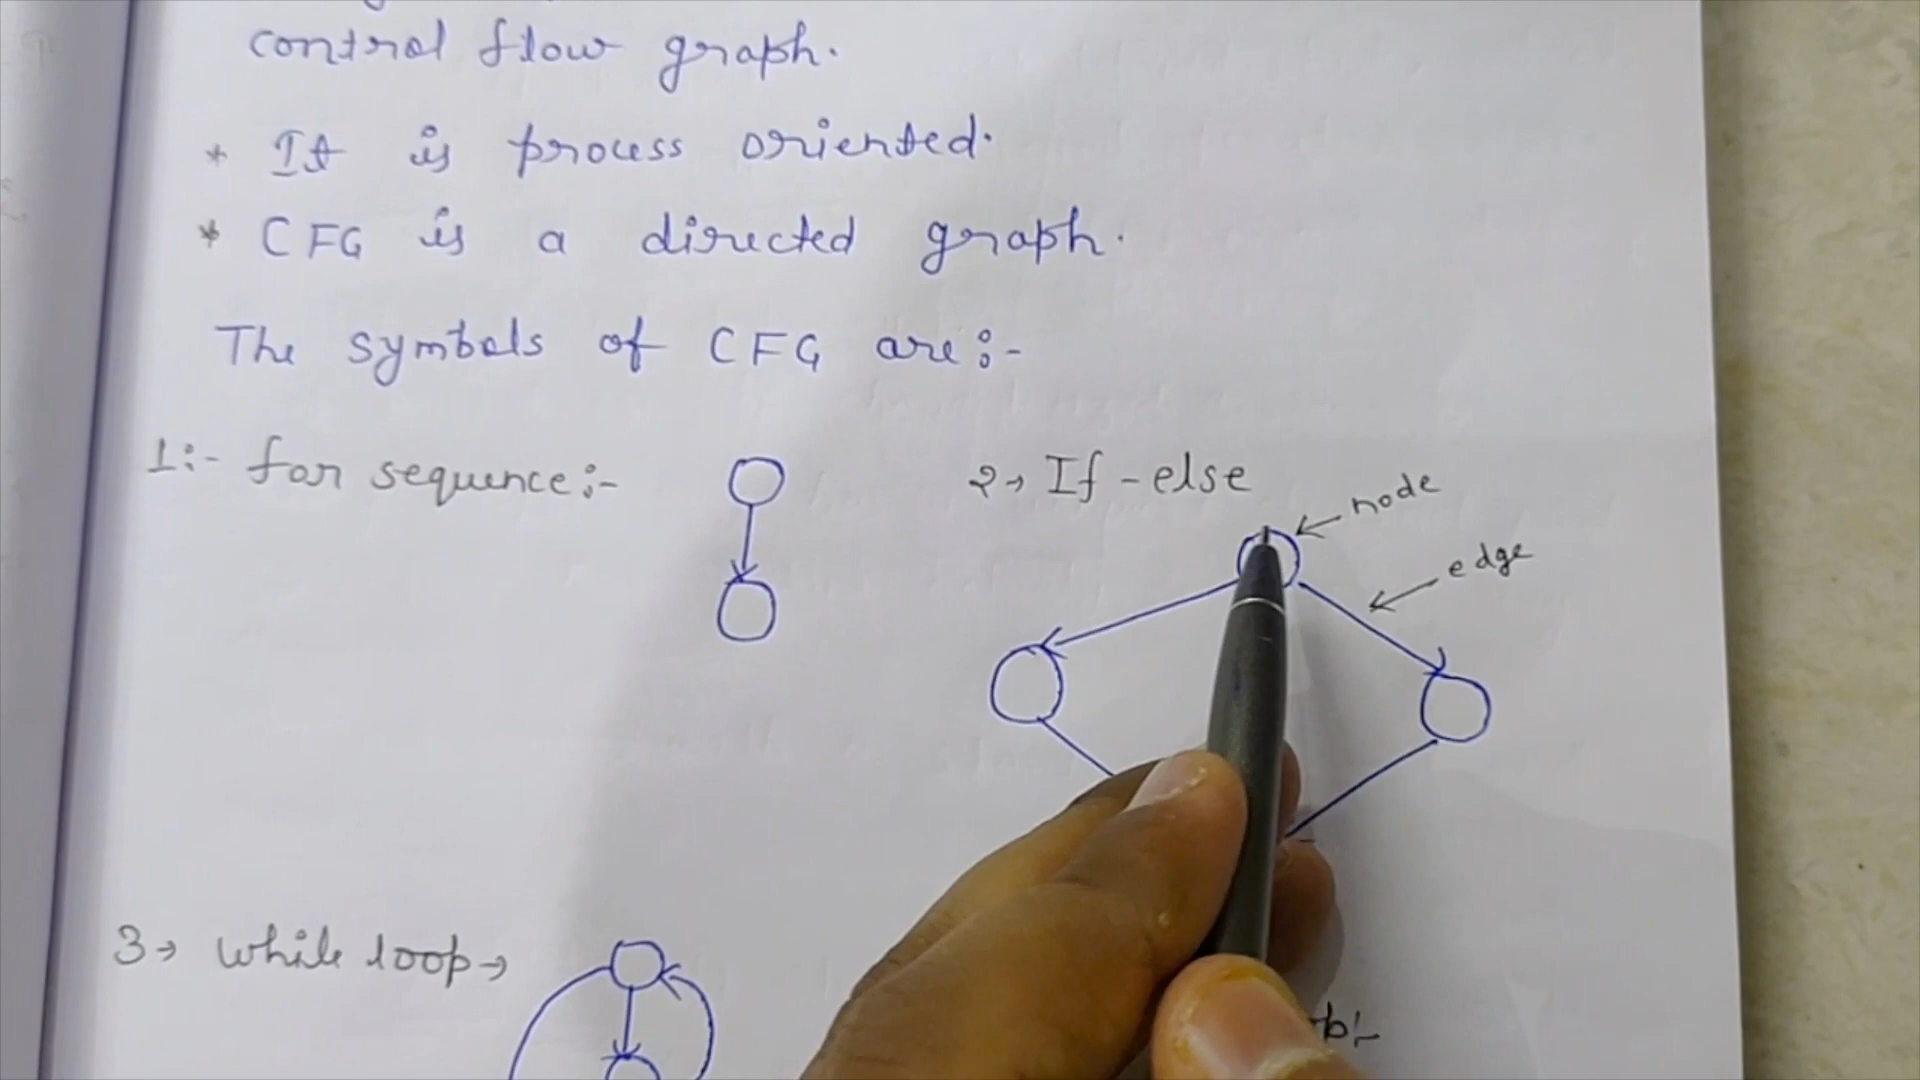 control flow graph.
* It is process oriented.
* CFG is a directed graph.
The symbols of CFG are:-
1:- for sequence:-
2→ If-else
node
edge
3→ while loop→